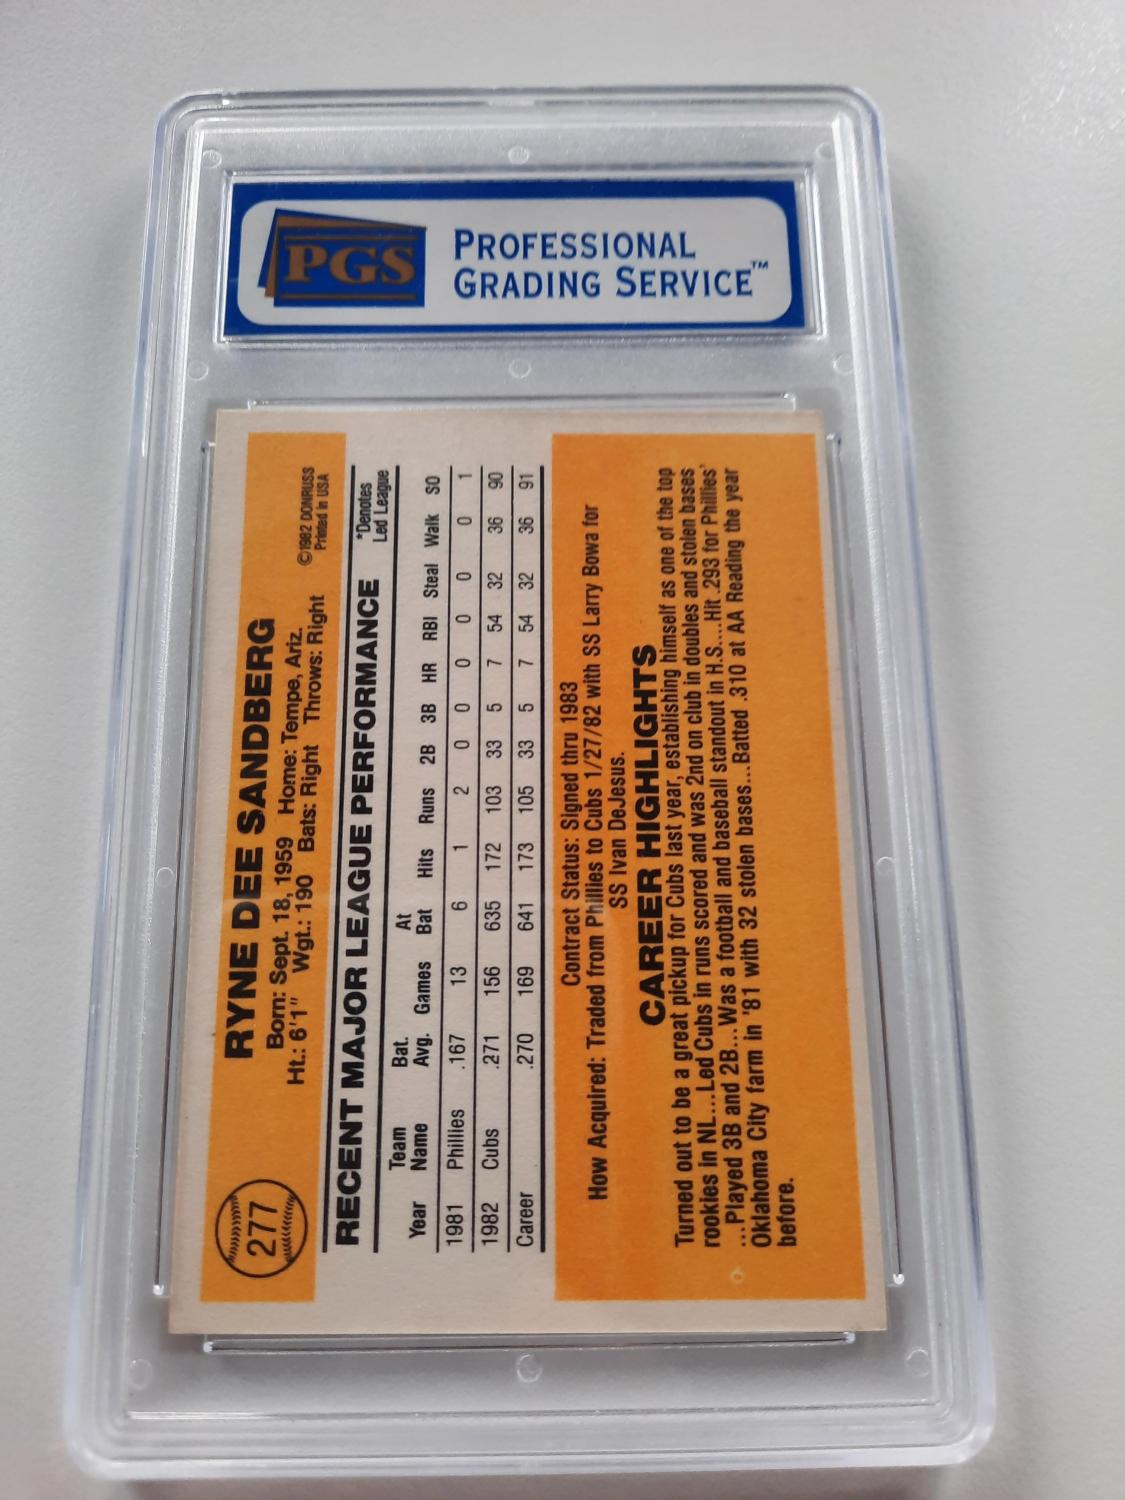 PGS
PROFESSIONAL
GRADING SERVICE™
277
RYNE DEE SANDBERG
Born: Sept. 18, 1959 Home: Tempe, Ariz.
Ht.: 6'1" Wgt.: 190 Bats: Right Throws: Right
©1982 DONRUSS
Printed in USA
RECENT MAJOR LEAGUE PERFORMANCE
*Denotes
Led League
Year Team Name Bat. Avg. Games At Bat Hits Runs 2B 3B HR RBI Steal Walk SO
1981 Phillies .167 13 6 1 2 0 0 0 0 0 0 1
1982 Cubs .271 156 635 172 103 33 5 7 54 32 36 90
Career .270 169 641 173 105 33 5 7 54 32 36 91
Contract Status: Signed thru 1983
How Acquired: Traded from Phillies to Cubs 1/27/82 with SS Larry Bowa for
SS Ivan DeJesus.
CAREER HIGHLIGHTS
Turned out to be a great pickup for Cubs last year, establishing himself as one of the top
rookies in NL...Led Cubs in runs scored and was 2nd on club in doubles and stolen bases
...Played 3B and 2B...Was a football and baseball standout in H.S....Hit .293 for Phillies'
Oklahoma City farm in '81 with 32 stolen bases...Batted .310 at AA Reading the year
before.